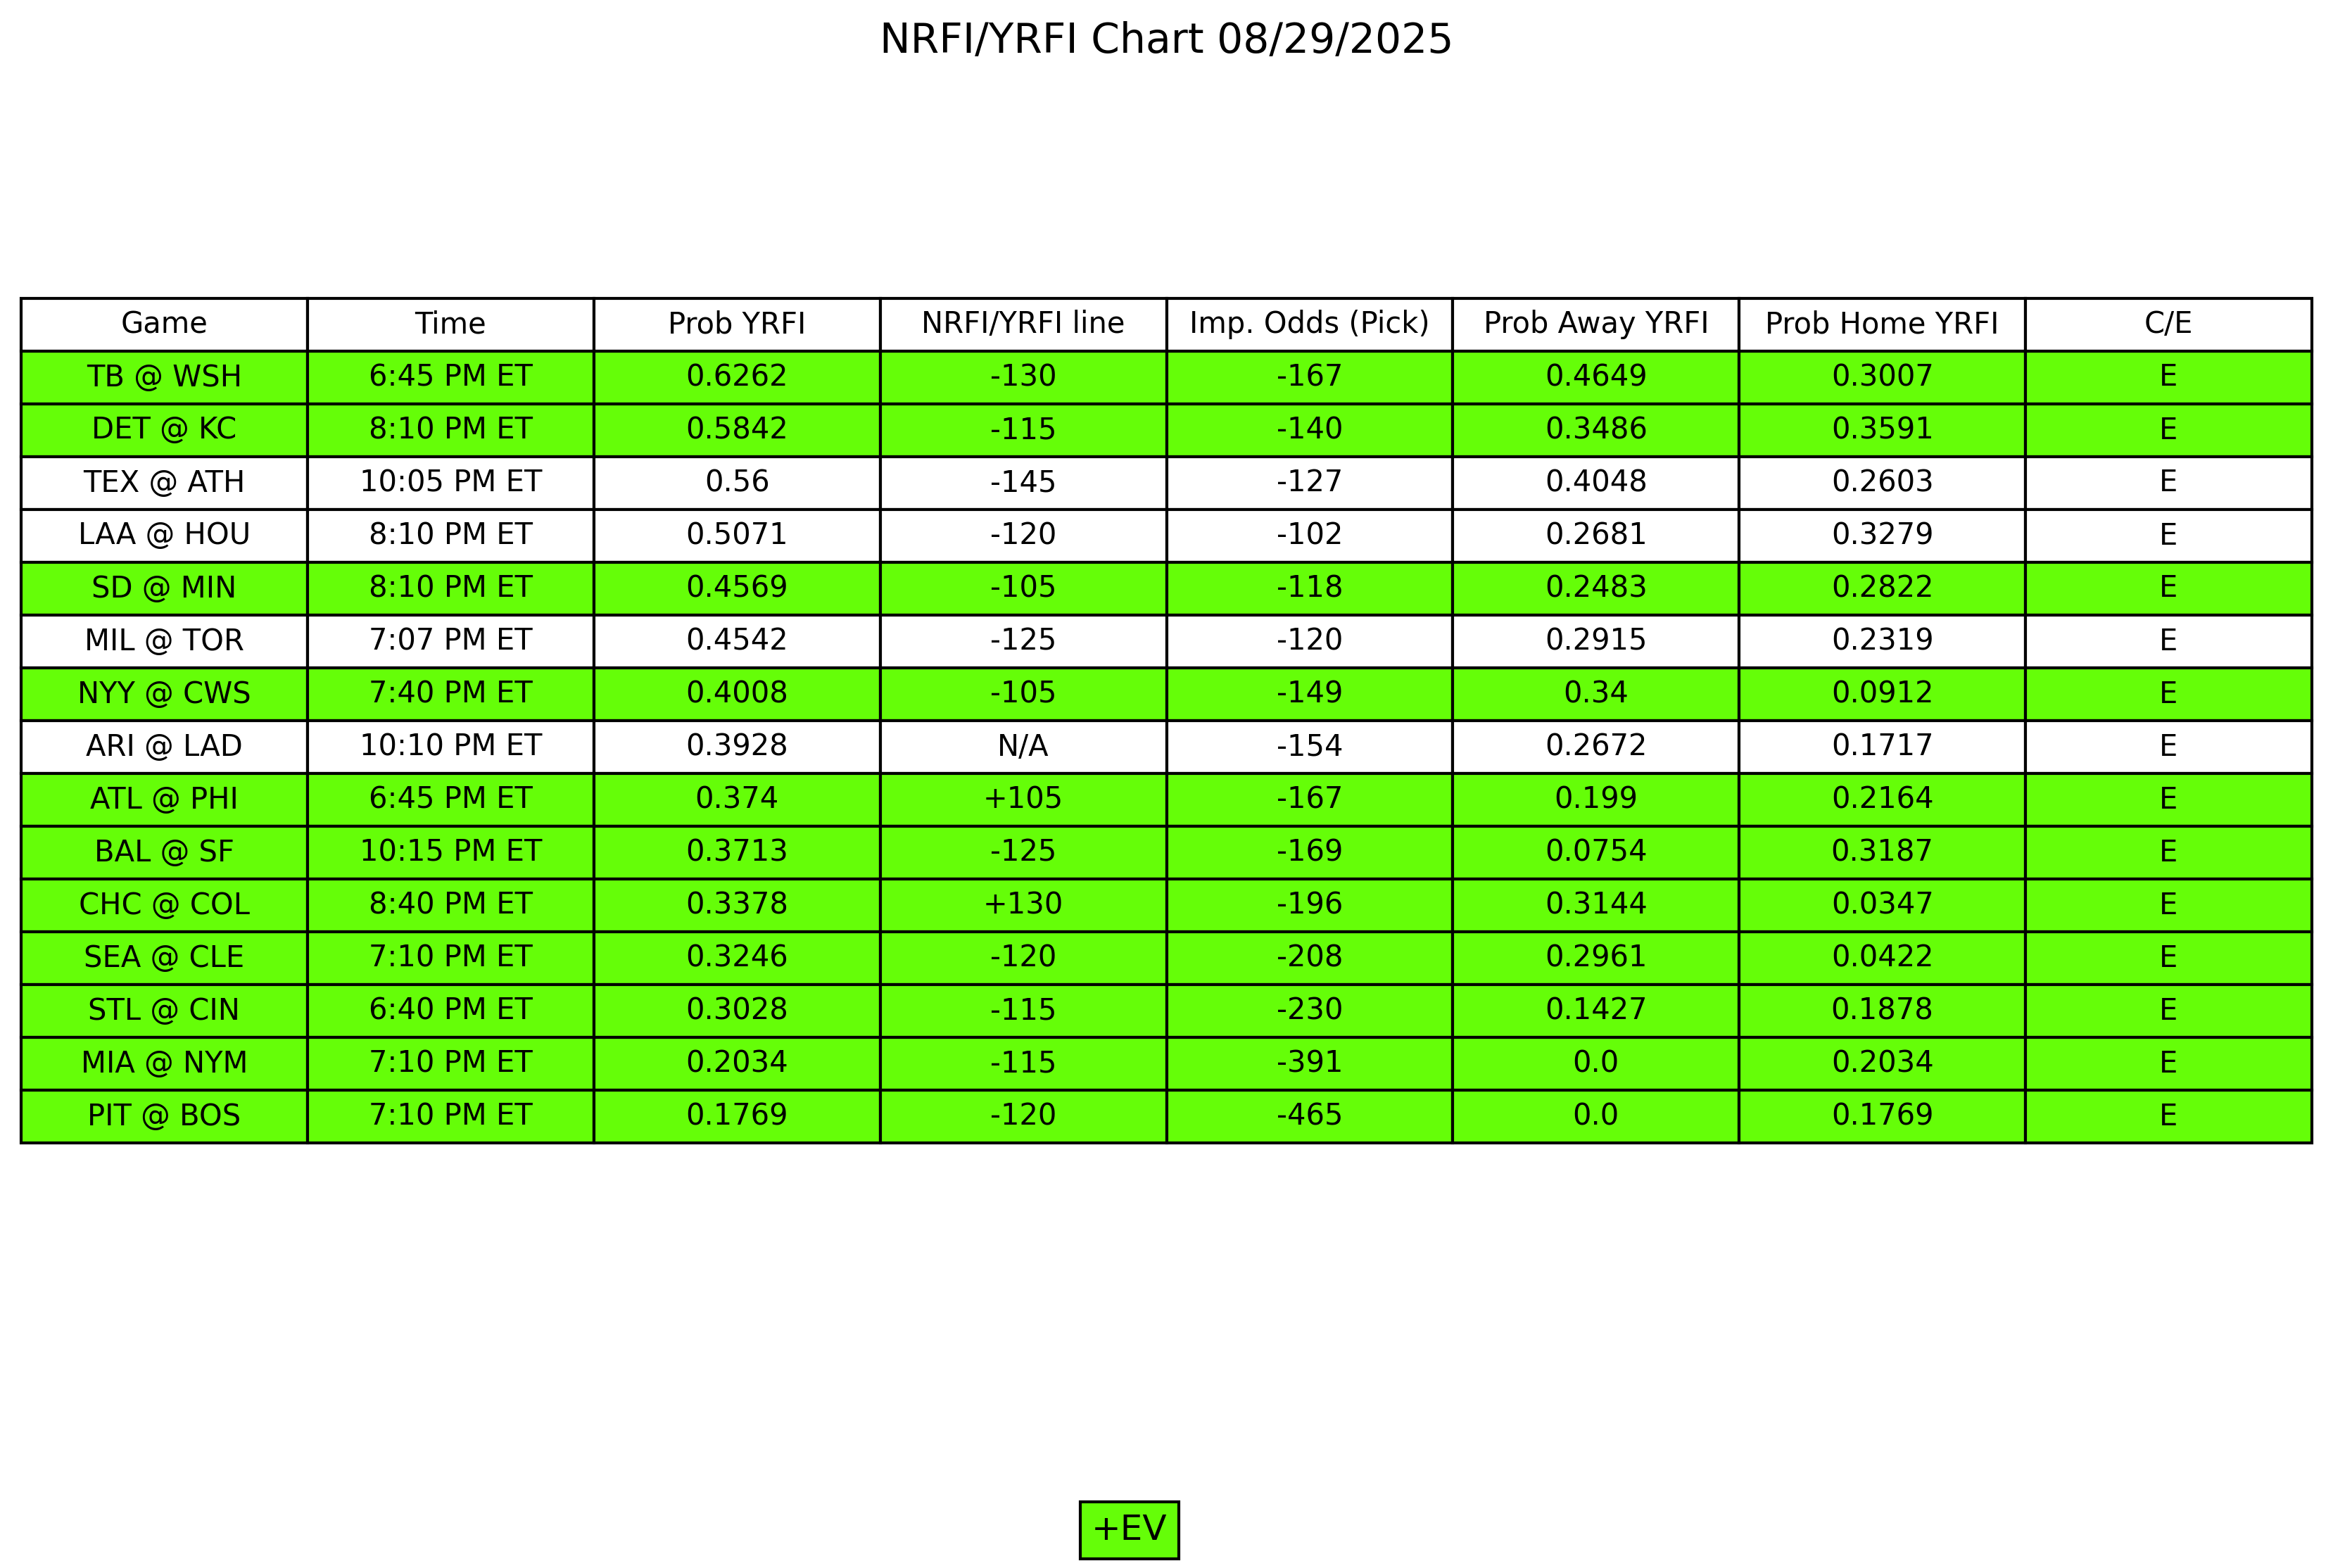 NRFI/YRFI Chart 08/29/2025
Game Time Prob YRFI NRFI/YRFI line Imp. Odds (Pick) Prob Away YRFI Prob Home YRFI C/E
TB @ WSH 6:45 PM ET 0.6262 -130 -167 0.4649 0.3007 E
DET @ KC 8:10 PM ET 0.5842 -115 -140 0.3486 0.3591 E
TEX @ ATH 10:05 PM ET 0.56 -145 -127 0.4048 0.2603 E
LAA @ HOU 8:10 PM ET 0.5071 -120 -102 0.2681 0.3279 E
SD @ MIN 8:10 PM ET 0.4569 -105 -118 0.2483 0.2822 E
MIL @ TOR 7:07 PM ET 0.4542 -125 -120 0.2915 0.2319 E
NYY @ CWS 7:40 PM ET 0.4008 -105 -149 0.34 0.0912 E
ARI @ LAD 10:10 PM ET 0.3928 N/A -154 0.2672 0.1717 E
ATL @ PHI 6:45 PM ET 0.374 +105 -167 0.199 0.2164 E
BAL @ SF 10:15 PM ET 0.3713 -125 -169 0.0754 0.3187 E
CHC @ COL 8:40 PM ET 0.3378 +130 -196 0.3144 0.0347 E
SEA @ CLE 7:10 PM ET 0.3246 -120 -208 0.2961 0.0422 E
STL @ CIN 6:40 PM ET 0.3028 -115 -230 0.1427 0.1878 E
MIA @ NYM 7:10 PM ET 0.2034 -115 -391 0.0 0.2034 E
PIT @ BOS 7:10 PM ET 0.1769 -120 -465 0.0 0.1769 E
+EV